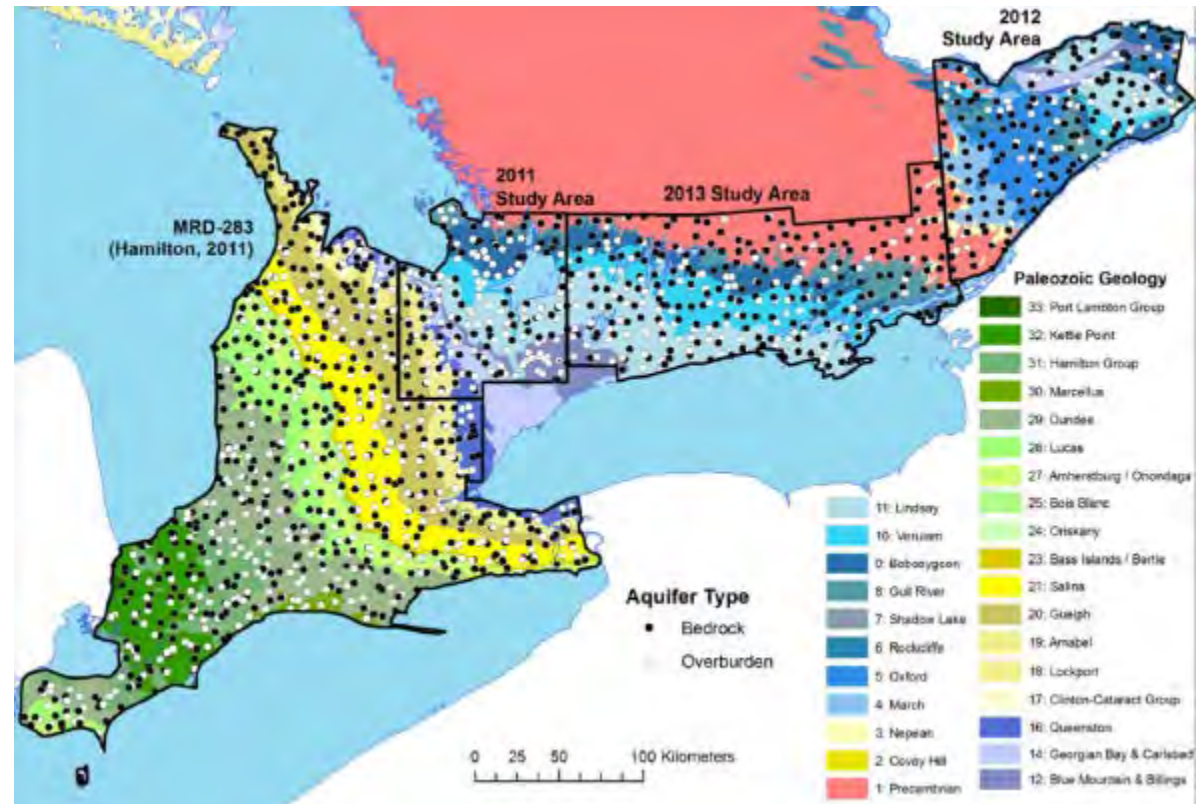 2012
Study Area
2011
Study Area
2013 Study Area
MRD-283
(Hamilton, 2011)
Paleozoic Geology
33: Port Lambton Group
32: Kettle Point
31: Hamilton Group
30: Marcellus
29: Dundee
28: Lucas
27: Amherstburg / Onondaga
25: Bois Blanc
24: Oriskany
23: Bass Islands / Bertie
21: Salina
20: Guelph
19: Amabel
18: Lockport
17: Clinton-Cataract Group
16: Queenston
14: Georgian Bay & Carlsbad
12: Blue Mountain & Billings
11: Lindsay
10: Verulam
9: Bobcaygeon
8: Gull River
7: Shadow Lake
6: Rockcliffe
5: Oxford
4: March
3: Nepean
2: Covey Hill
1: Precambrian
Aquifer Type
Bedrock
Overburden
0 25 50 100 Kilometers